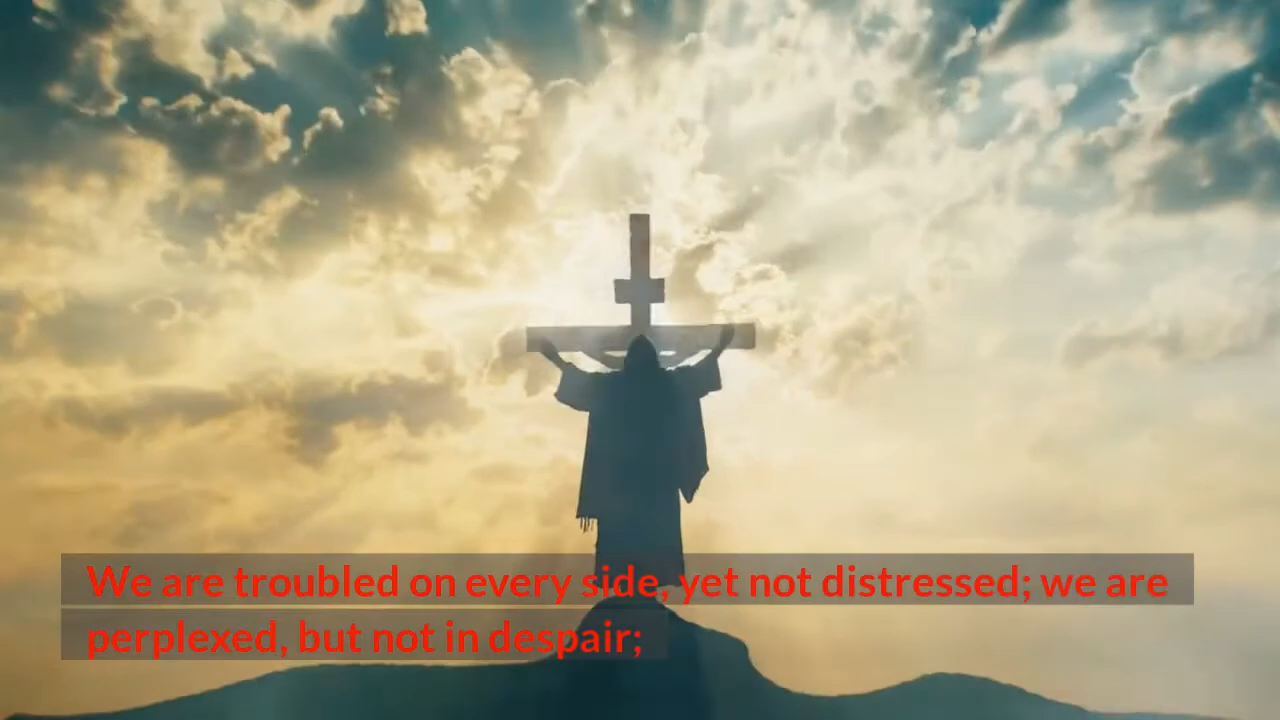 We are troubled on every side, yet not distressed; we are
perplexed, but not in despair;